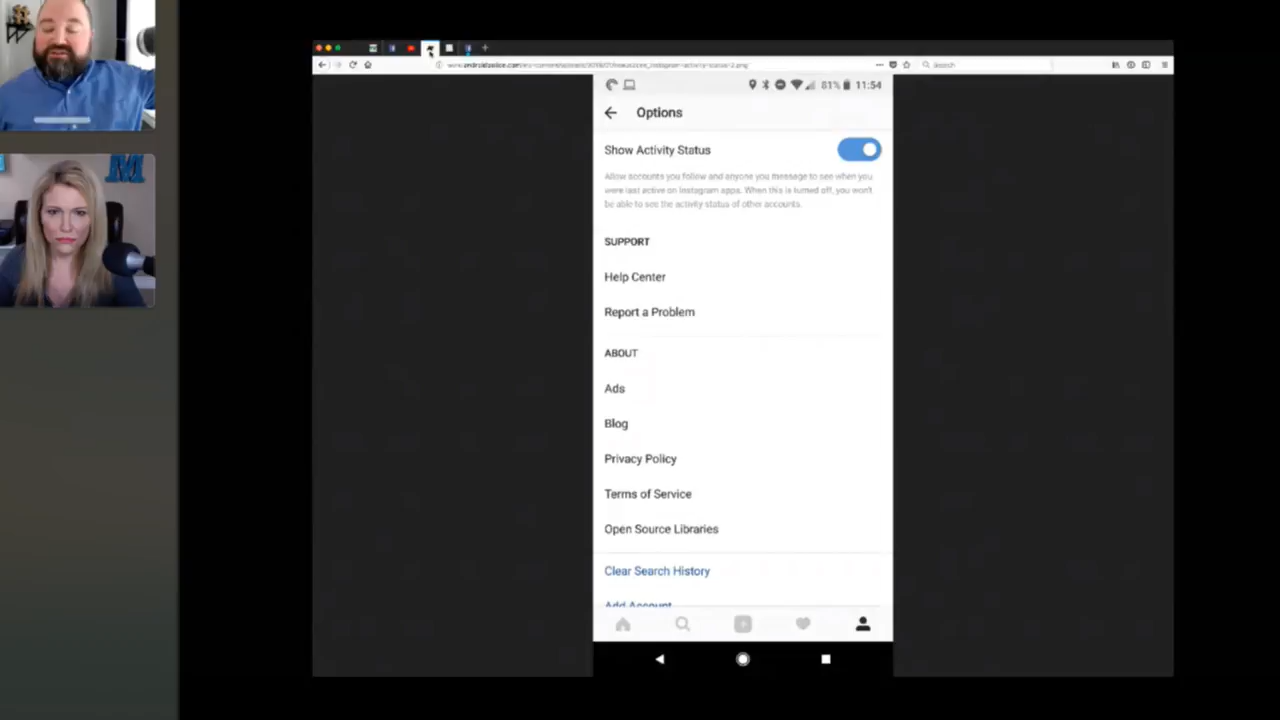 M
Search
81% 11:54
Options
Show Activity Status
Allow accounts you follow and anyone you message to see when you
were last active on Instagram apps. When this is turned off, you won't
be able to see the activity status of other accounts.
SUPPORT
Help Center
Report a Problem
ABOUT
Ads
Blog
Privacy Policy
Terms of Service
Open Source Libraries
Clear Search History
Add Account